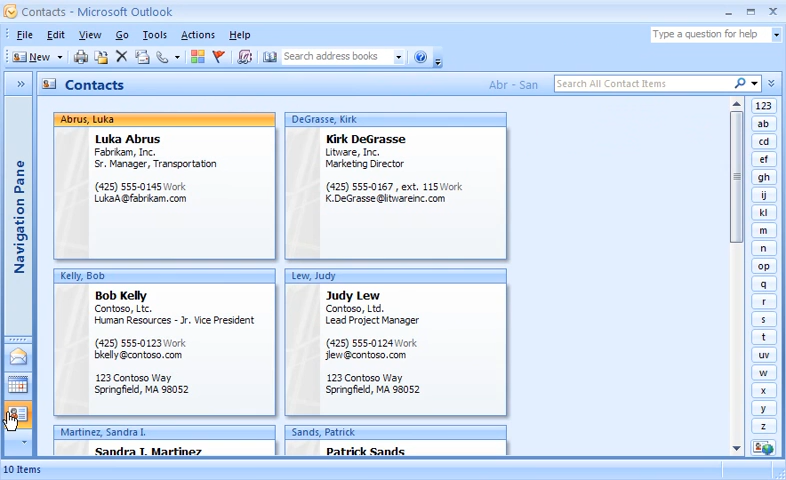 Contacts - Microsoft Outlook
File Edit View Go Tools Actions Help
Type a question for help
New
Search address books
Contacts
Abr - San
Search All Contact Items
Navigation Pane
Abrus, Luka
Luka Abrus
Fabrikam, Inc.
Sr. Manager, Transportation
(425) 555-0145 Work
LukaA@fabrikam.com
DeGrasse, Kirk
Kirk DeGrasse
Litware, Inc.
Marketing Director
(425) 555-0167 , ext. 115 Work
K.DeGrasse@litwareinc.com
Kelly, Bob
Bob Kelly
Contoso, Ltc.
Human Resources - Jr. Vice President
(425) 555-0123 Work
bkelly@contoso.com
123 Contoso Way
Springfield, MA 98052
Lew, Judy
Judy Lew
Contoso, Ltd.
Lead Project Manager
(425) 555-0124 Work
jlew@contoso.com
123 Contoso Way
Springfield, MA 98052
Martinez, Sandra I.
Sandra I. Martinez
Sands, Patrick
Patrick Sands
123
ab
cd
ef
gh
ij
kl
m
n
op
q
r
s
t
uv
w
x
y
z
10 Items